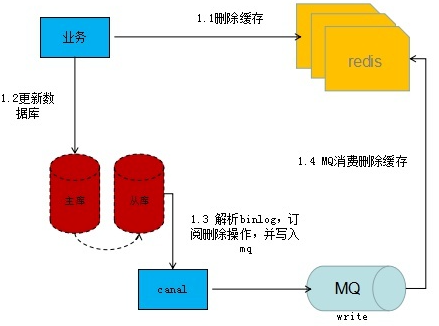 业务
1.1删除缓存
redis
1.2更新数
据库
1.4 MQ消费删除缓存
主库
从库
1.3 解析binlog，订
阅删除操作，并写入
mq
canal
MQ
write